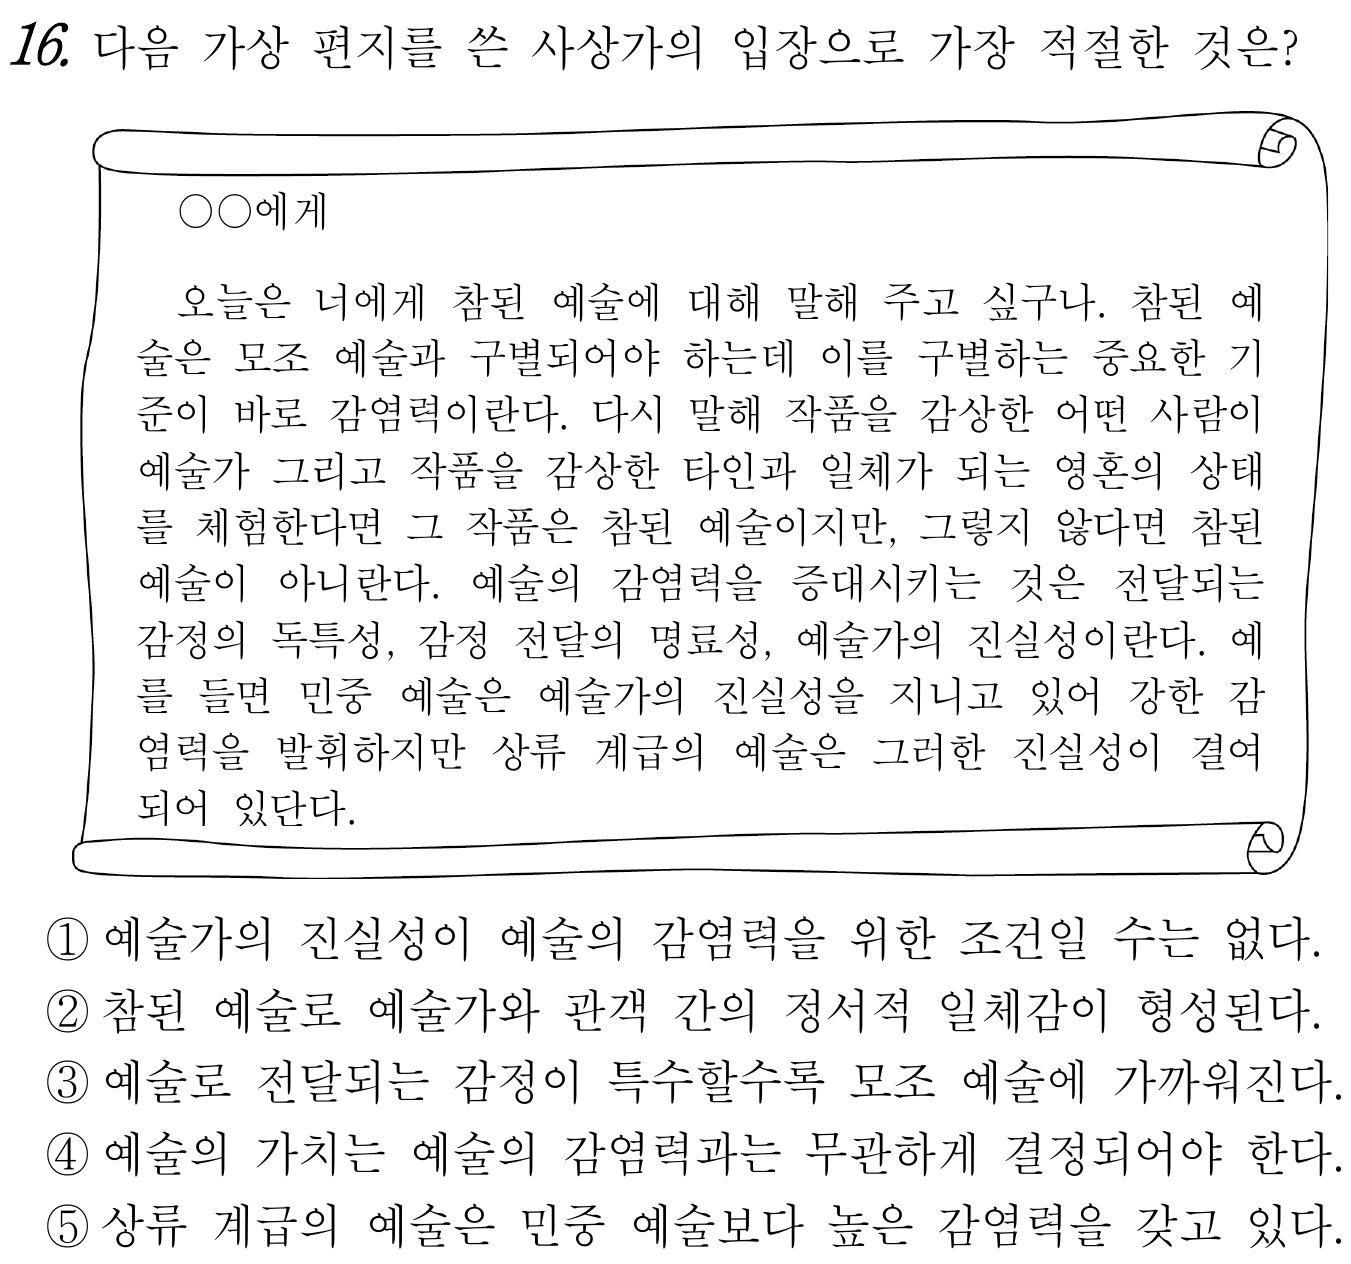 16. 다음 가상 편지를 쓴 사상가의 입장으로 가장 적절한 것은?
○○에게
오늘은 너에게 참된 예술에 대해 말해 주고 싶구나. 참된 예
술은 모조 예술과 구별되어야 하는데 이를 구별하는 중요한 기
준이 바로 감염력이란다. 다시 말해 작품을 감상한 어떤 사람이
예술가 그리고 작품을 감상한 타인과 일체가 되는 영혼의 상태
를 체험한다면 그 작품은 참된 예술이지만, 그렇지 않다면 참된
예술이 아니란다. 예술의 감염력을 증대시키는 것은 전달되는
감정의 독특성, 감정 전달의 명료성, 예술가의 진실성이란다. 예
를 들면 민중 예술은 예술가의 진실성을 지니고 있어 강한 감
염력을 발휘하지만 상류 계급의 예술은 그러한 진실성이 결여
되어 있단다.
① 예술가의 진실성이 예술의 감염력을 위한 조건일 수는 없다.
② 참된 예술로 예술가와 관객 간의 정서적 일체감이 형성된다.
③ 예술로 전달되는 감정이 특수할수록 모조 예술에 가까워진다.
④ 예술의 가치는 예술의 감염력과는 무관하게 결정되어야 한다.
⑤ 상류 계급의 예술은 민중 예술보다 높은 감염력을 갖고 있다.